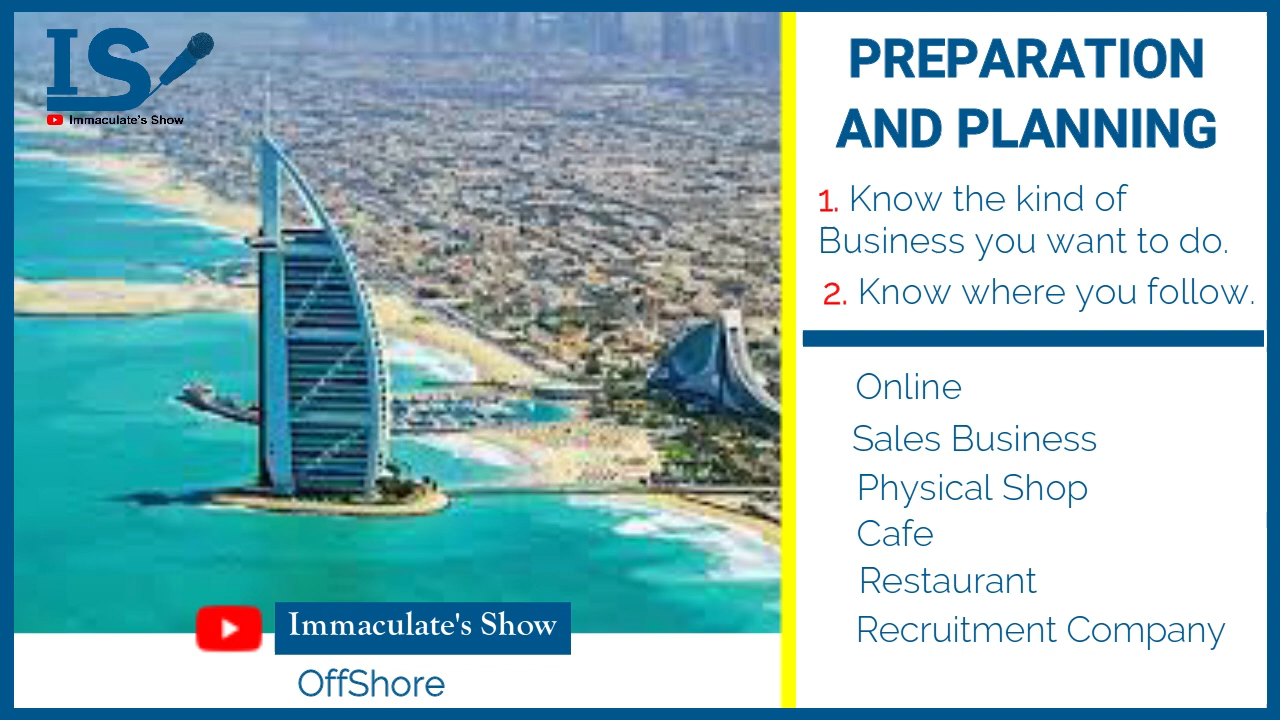 IS
Immaculate's Show
PREPARATION
AND PLANNING
1. Know the kind of
Business you want to do.
2. Know where you follow.
Online
Sales Business
Physical Shop
Cafe
Restaurant
Recruitment Company
Immaculate's Show
OffShore